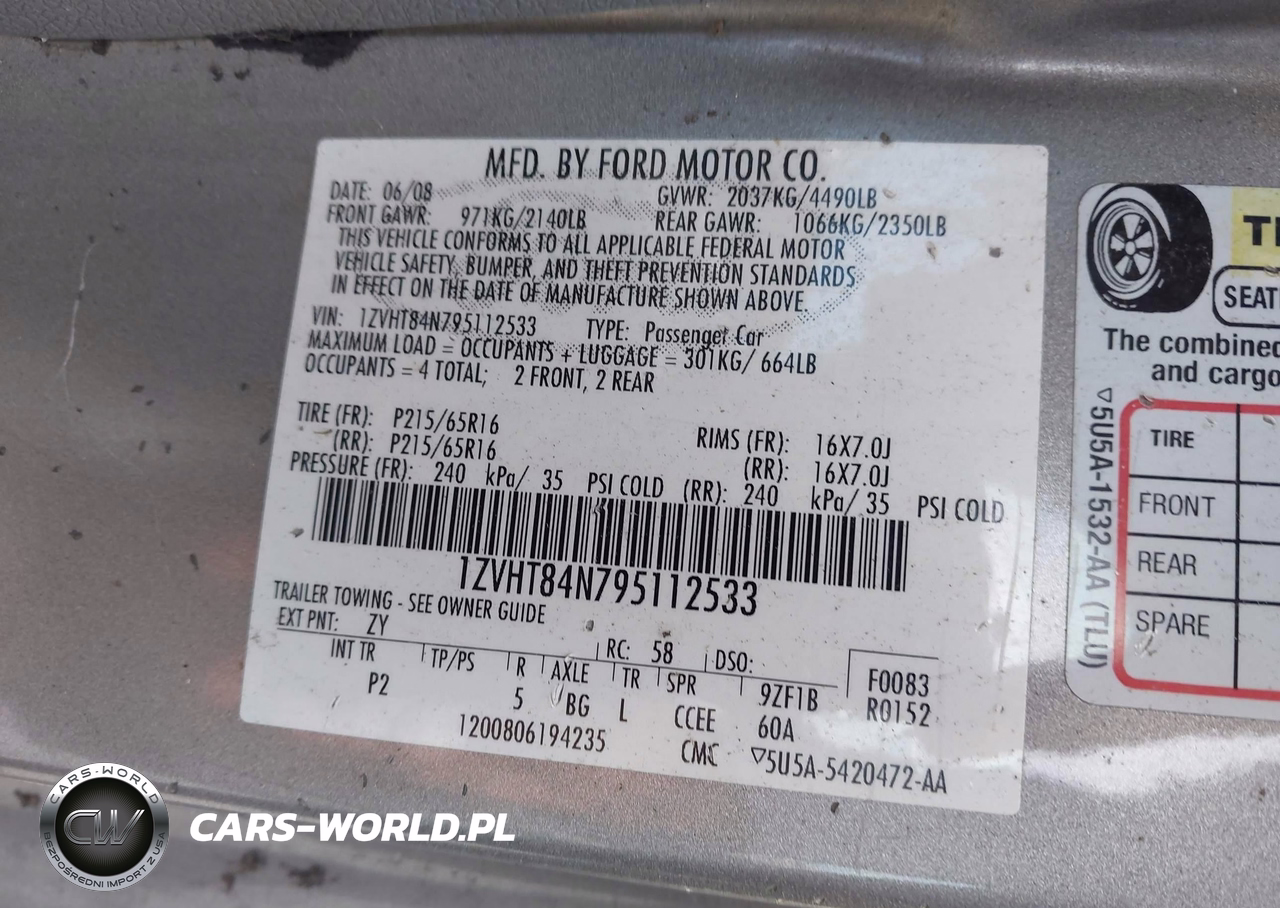 MFD. BY FORD MOTOR CO.
DATE: 06/08 GVWR: 2037KG/4490LB
FRONT GAWR: 971KG/2140LB REAR GAWR: 1066KG/2350LB
THIS VEHICLE CONFORMS TO ALL APPLICABLE FEDERAL MOTOR
VEHICLE SAFETY, BUMPER, AND THEFT PREVENTION STANDARDS
IN EFFECT ON THE DATE OF MANUFACTURE SHOWN ABOVE.
VIN: 1ZVHT84N795112533 TYPE: Passenger Car
MAXIMUM LOAD = OCCUPANTS + LUGGAGE = 301KG/ 664LB
OCCUPANTS = 4 TOTAL; 2 FRONT, 2 REAR
TIRE (FR): P215/65R16 RIMS (FR): 16X7.0J
(RR): P215/65R16 (RR): 16X7.0J
PRESSURE (FR): 240 kPa/ 35 PSI COLD (RR): 240 kPa/ 35 PSI COLD
1ZVHT84N795112533
TRAILER TOWING - SEE OWNER GUIDE
EXT PNT: ZY RC: 58 DSO:
INT TR TP/PS R AXLE TR SPR 9ZF1B F0083
P2 5 BG L CCEE 60A R0152
1200806194235 CMC ▽5U5A-5420472-AA
SEAT
The combined
and cargo
TIRE
FRONT
REAR
SPARE
▽5U5A-1532-AA (TLU)
CARS-WORLD
CW
BEZPOŚREDNI IMPORT Z USA
CARS-WORLD.PL